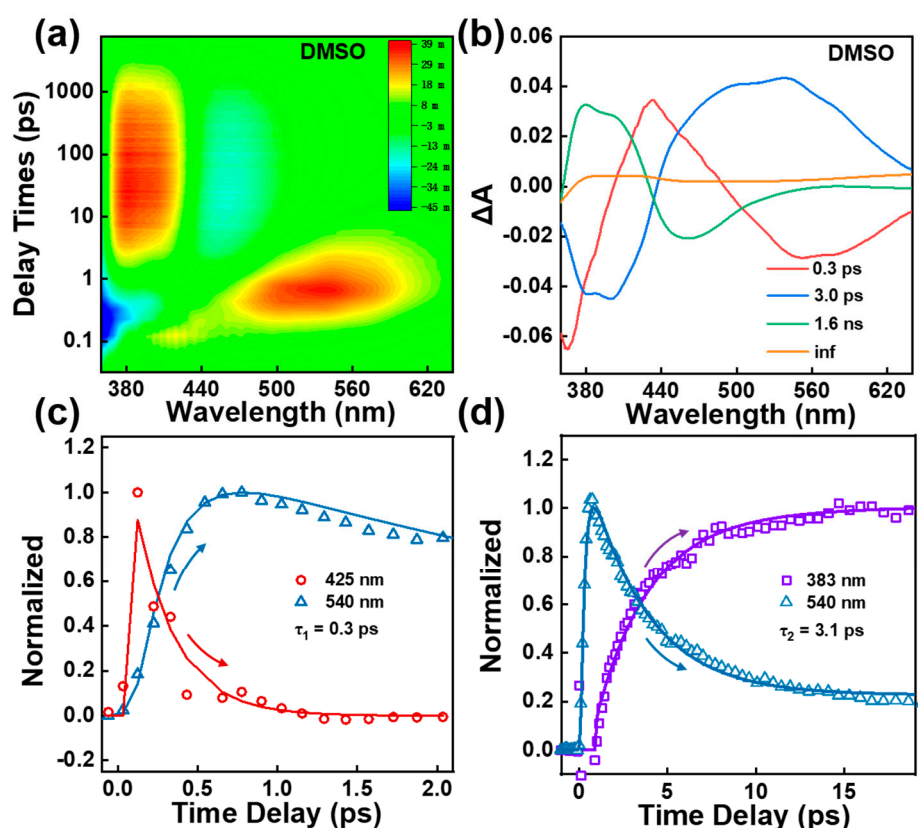 (a)
DMSO
39 m
29 m
19 m
8 m
-3 m
-13 m
-24 m
-34 m
-45 m
1000
100
10
1
0.1
Delay Times (ps)
380 440 500 560 620
Wavelength (nm)
(b)
DMSO
0.04
0.02
0.00
-0.02
-0.04
-0.06
ΔA
0.3 ps
3.0 ps
1.6 ns
inf
380 440 500 560 620
Wavelength (nm)
(c)
1.2
1.0
0.8
0.6
0.4
0.2
0.0
-0.2
Normalized
425 nm
540 nm
τ1 = 0.3 ps
0.0 0.5 1.0 1.5 2.0
Time Delay (ps)
(d)
1.2
1.0
0.8
0.6
0.4
0.2
0.0
Normalized
383 nm
540 nm
τ2 = 3.1 ps
0 5 10 15
Time Delay (ps)